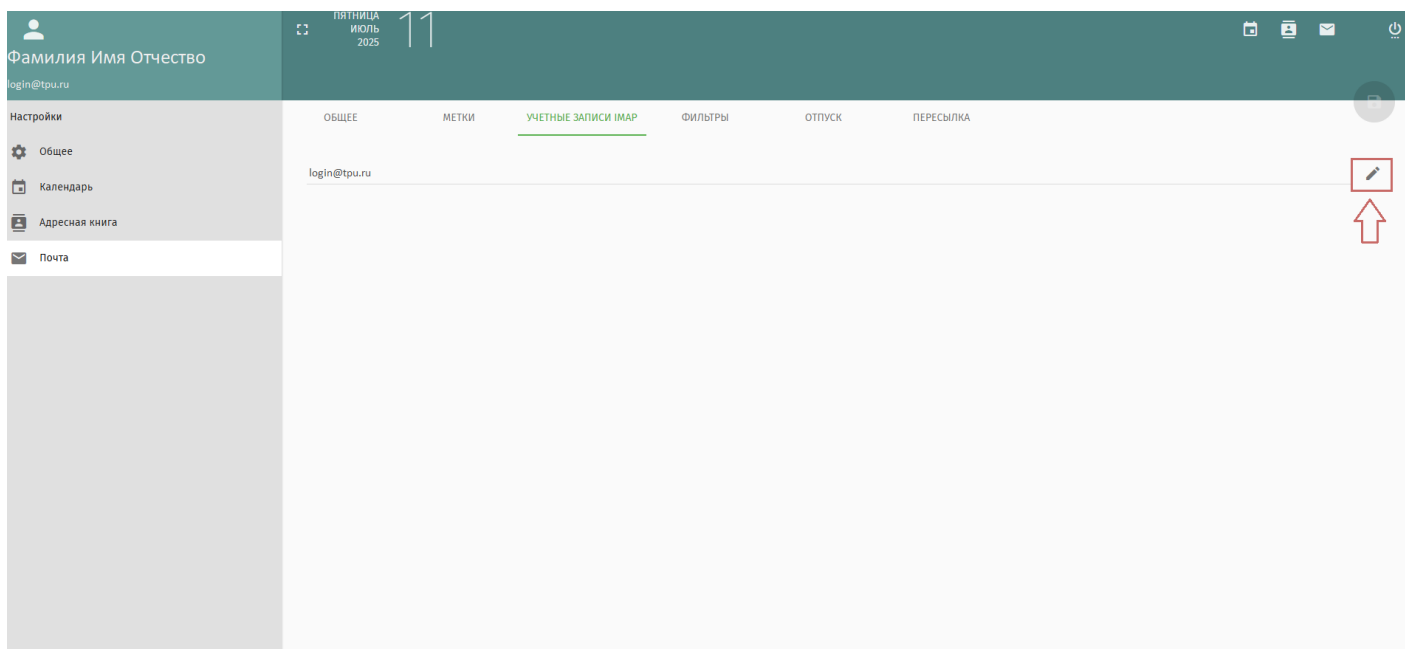 Фамилия Имя Отчество
login@tpu.ru
ПЯТНИЦА
ИЮЛЬ
2025
11
Настройки
Общее
Календарь
Адресная книга
Почта
ОБЩЕЕ МЕТКИ УЧЕТНЫЕ ЗАПИСИ IMAP ФИЛЬТРЫ ОТПУСК ПЕРЕСЫЛКА
login@tpu.ru